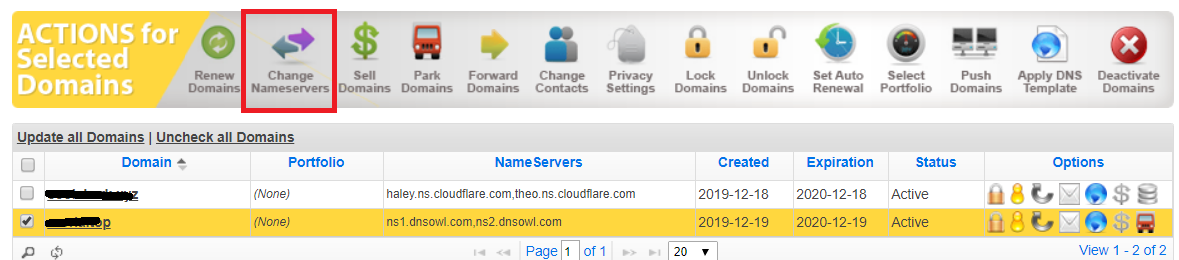 ACTIONS for
Selected
Domains
Renew
Domains
Change
Nameservers
Sell
Domains
Park
Domains
Forward
Domains
Change
Contacts
Privacy
Settings
Lock
Domains
Unlock
Domains
Set Auto
Renewal
Select
Portfolio
Push
Domains
Apply DNS
Template
Deactivate
Domains
Update all Domains | Uncheck all Domains
Domain Portfolio NameServers Created Expiration Status Options
(None) haley.ns.cloudflare.com,theo.ns.cloudflare.com 2019-12-18 2020-12-18 Active
(None) ns1.dnsowl.com,ns2.dnsowl.com 2019-12-19 2020-12-19 Active
Page 1 of 1 20 View 1 - 2 of 2